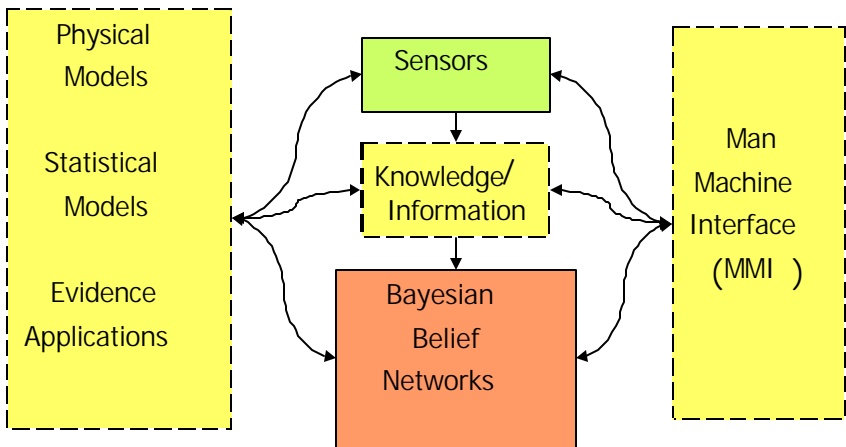 Physical
Models
Statistical
Models
Evidence
Applications
Sensors
Knowledge/
Information
Bayesian
Belief
Networks
Man
Machine
Interface
(MMI )